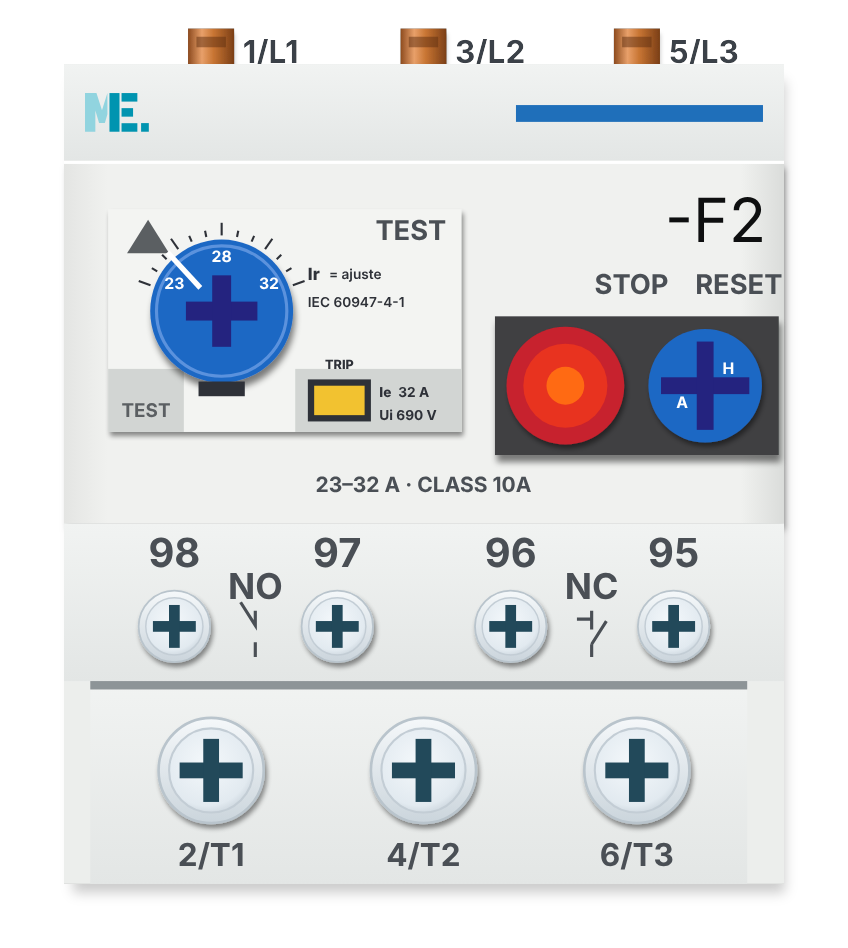 1/L1 3/L2 5/L3
ME.
-F2
TEST
28
23 32
Ir = ajuste
IEC 60947-4-1
STOP RESET
TRIP
H
A
Ie 32 A
TEST
Ui 690 V
23–32 A · CLASS 10A
98 97 96 95
NO NC
2/T1 4/T2 6/T3